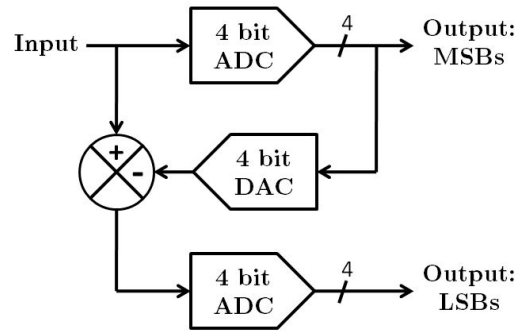 Input
4 bit
ADC
4
Output:
MSBs
+
-
4 bit
DAC
4 bit
ADC
4
Output:
LSBs